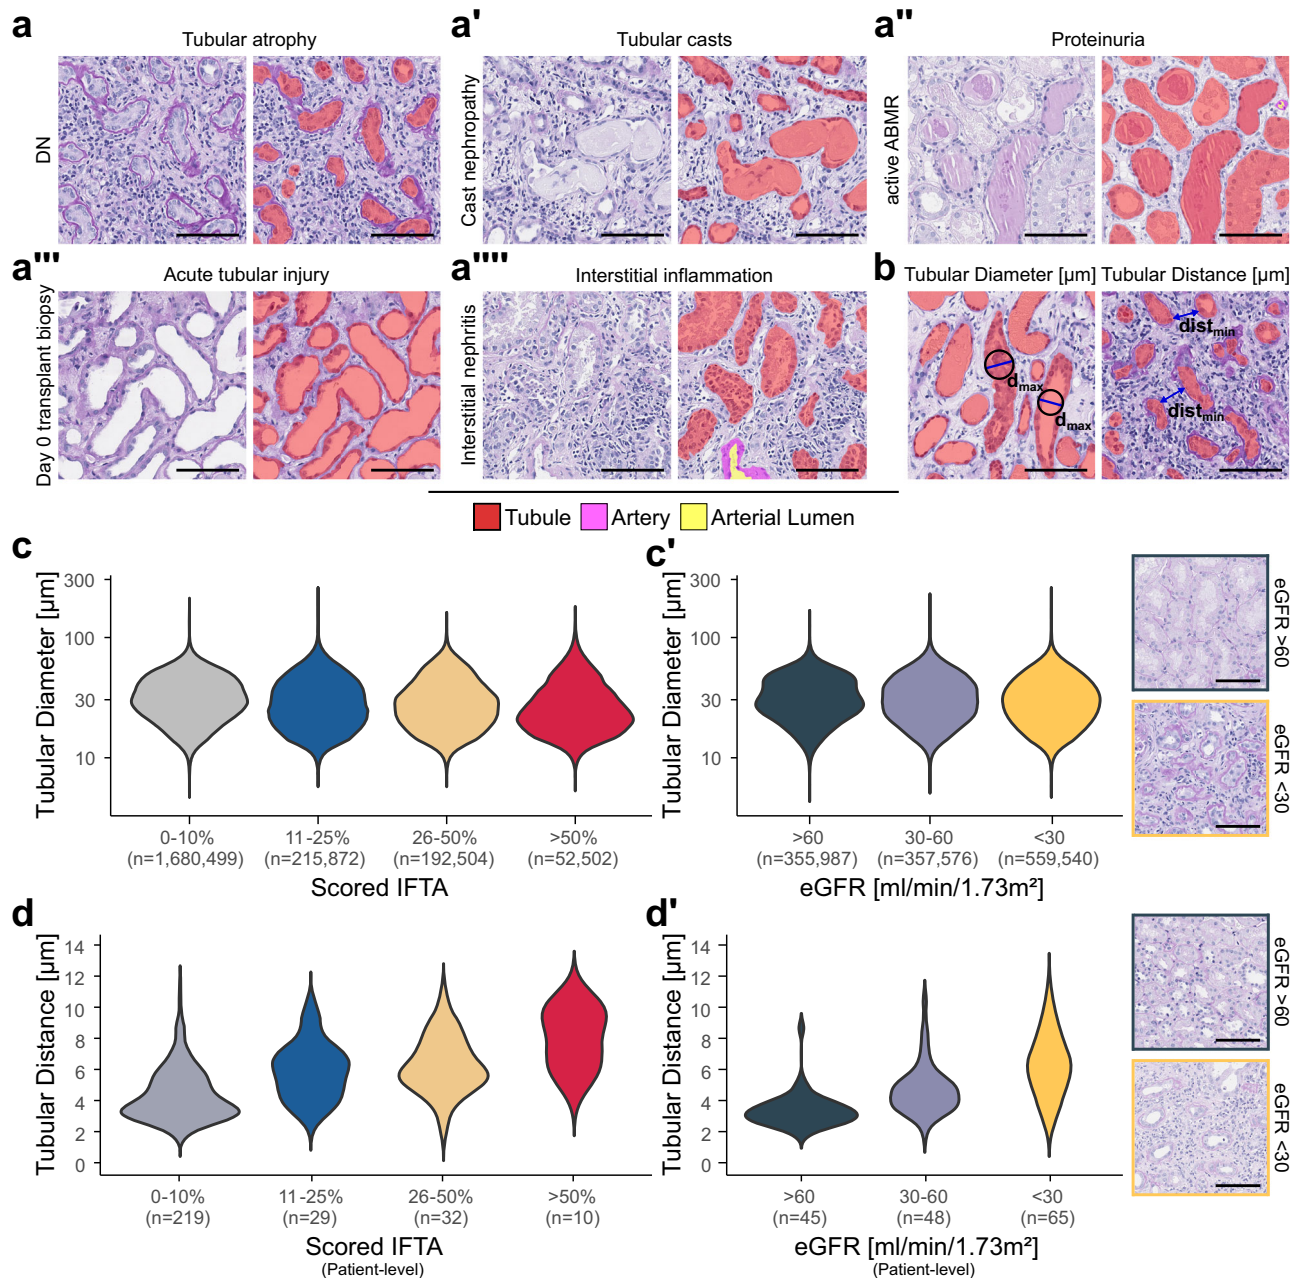 a
Tubular atrophy
DN
a'
Tubular casts
Cast nephropathy
a''
Proteinuria
active ABMR
a'''
Acute tubular injury
Day 0 transplant biopsy
a''''
Interstitial inflammation
Interstitial nephritis
b
Tubular Diameter [µm]
Tubular Distance [µm]
dmax
dmax
distmin
distmin
Tubule
Artery
Arterial Lumen
c
Tubular Diameter [µm]
300
100
30
10
0-10%
11-25%
26-50%
>50%
(n=1,680,499)
(n=215,872)
(n=192,504)
(n=52,502)
Scored IFTA
c'
Tubular Diameter [µm]
300
100
30
10
>60
30-60
<30
(n=355,987)
(n=357,576)
(n=559,540)
eGFR [ml/min/1.73m²]
eGFR >60
eGFR <30
d
Tubular Distance [µm]
14
12
10
8
6
4
2
0
0-10%
11-25%
26-50%
>50%
(n=219)
(n=29)
(n=32)
(n=10)
Scored IFTA
(Patient-level)
d'
Tubular Distance [µm]
14
12
10
8
6
4
2
0
>60
30-60
<30
(n=45)
(n=48)
(n=65)
eGFR [ml/min/1.73m²]
(Patient-level)
eGFR >60
eGFR <30